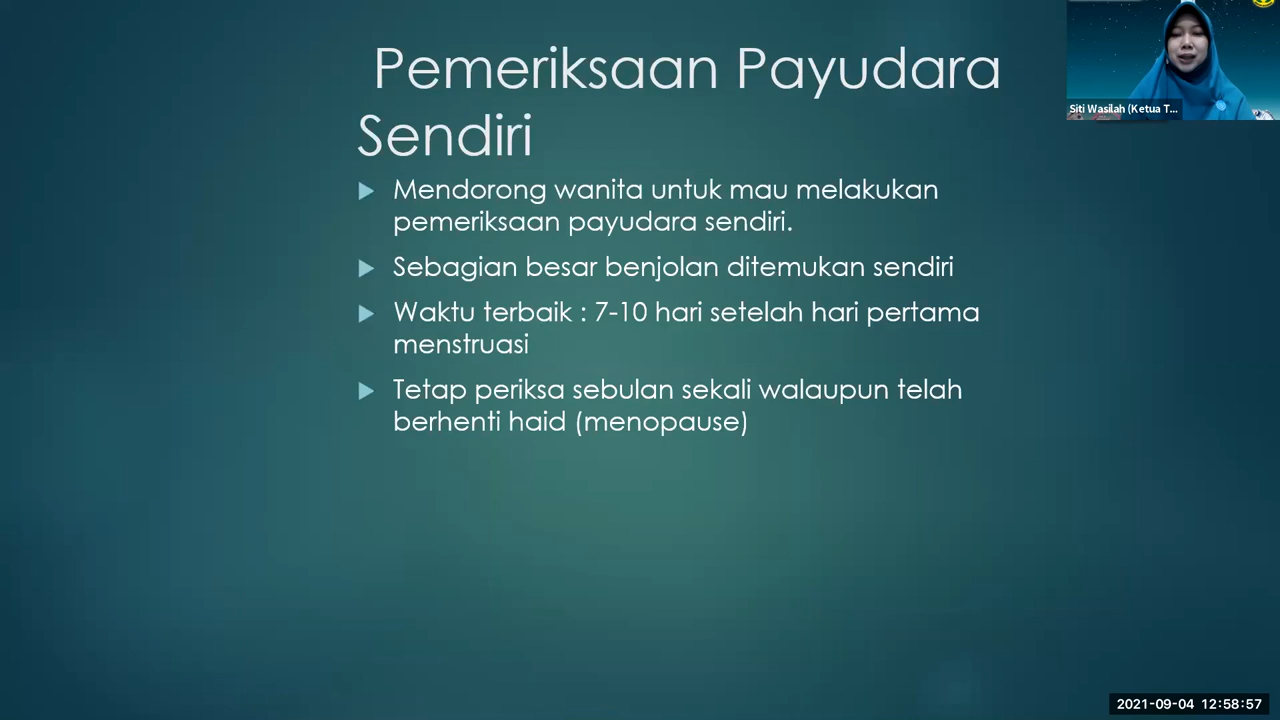 Pemeriksaan Payudara
Sendiri
Mendorong wanita untuk mau melakukan
pemeriksaan payudara sendiri.
Sebagian besar benjolan ditemukan sendiri
Waktu terbaik : 7-10 hari setelah hari pertama
menstruasi
Tetap periksa sebulan sekali walaupun telah
berhenti haid (menopause)
Siti Wasilah (Ketua T...
2021-09-04 12:58:57